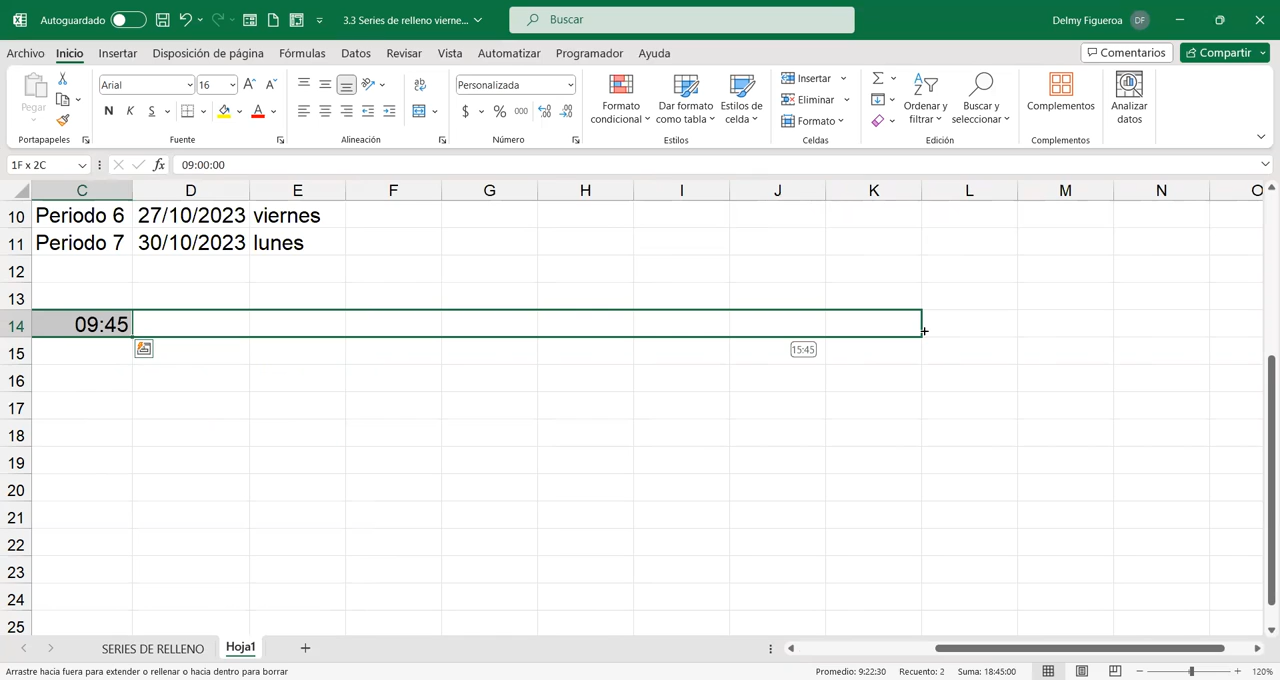 Autoguardado
3.3 Series de relleno vierne...
Buscar
Delmy Figueroa DF
Archivo Inicio Insertar Disposición de página Fórmulas Datos Revisar Vista Automatizar Programador Ayuda
Comentarios Compartir
Pegar
Portapapeles
Arial 16 A A
N K S A
Fuente
ab
Alineación
Personalizada
$ % 000
Número
Formato condicional
Dar formato como tabla
Estilos de celda
Estilos
Insertar
Eliminar
Formato
Celdas
Ordenar y filtrar
Buscar y seleccionar
Edición
Complementos
Complementos
Analizar datos
1F x 2C fx 09:00:00
C D E F G H I J K L M N O
10 Periodo 6 27/10/2023 viernes
11 Periodo 7 30/10/2023 lunes
12
13
14 09:45
15 15:45
16
17
18
19
20
21
22
23
24
25
SERIES DE RELLENO Hoja1
Arrastre hacia fuera para extender o rellenar o hacia dentro para borrar
Promedio: 9:22:30 Recuento: 2 Suma: 18:45:00 120%